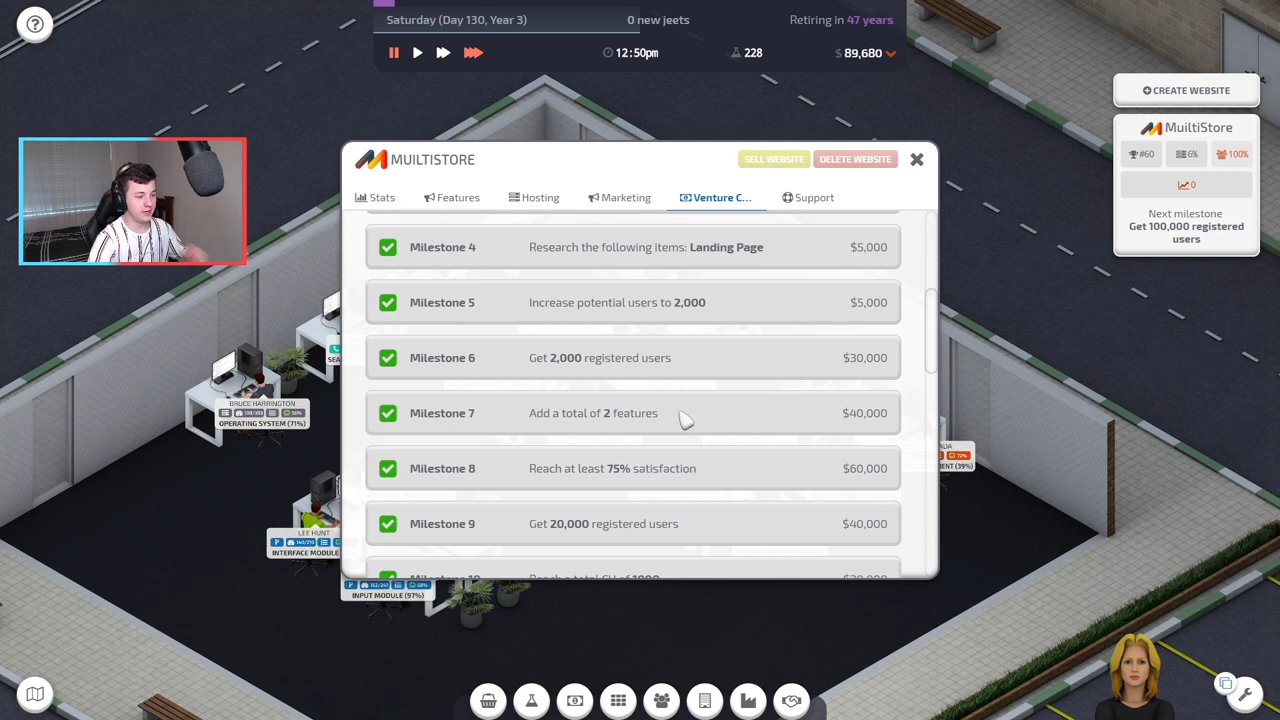 Saturday (Day 130, Year 3)
0 new jeets
Retiring in 47 years
12:50pm
228
$ 89,680
CREATE WEBSITE
MuiltiStore
#60
6%
100%
0
Next milestone
Get 100,000 registered
users
MUILTISTORE
SELL WEBSITE
DELETE WEBSITE
Stats
Features
Hosting
Marketing
Venture C...
Support
Milestone 4 Research the following items: Landing Page $5,000
Milestone 5 Increase potential users to 2,000 $5,000
Milestone 6 Get 2,000 registered users $30,000
Milestone 7 Add a total of 2 features $40,000
Milestone 8 Reach at least 75% satisfaction $60,000
Milestone 9 Get 20,000 registered users $40,000
BRUCE HARRINGTON
OPERATING SYSTEM (71%)
LEE HUNT
INTERFACE MODULE
INPUT MODULE (97%)
72%